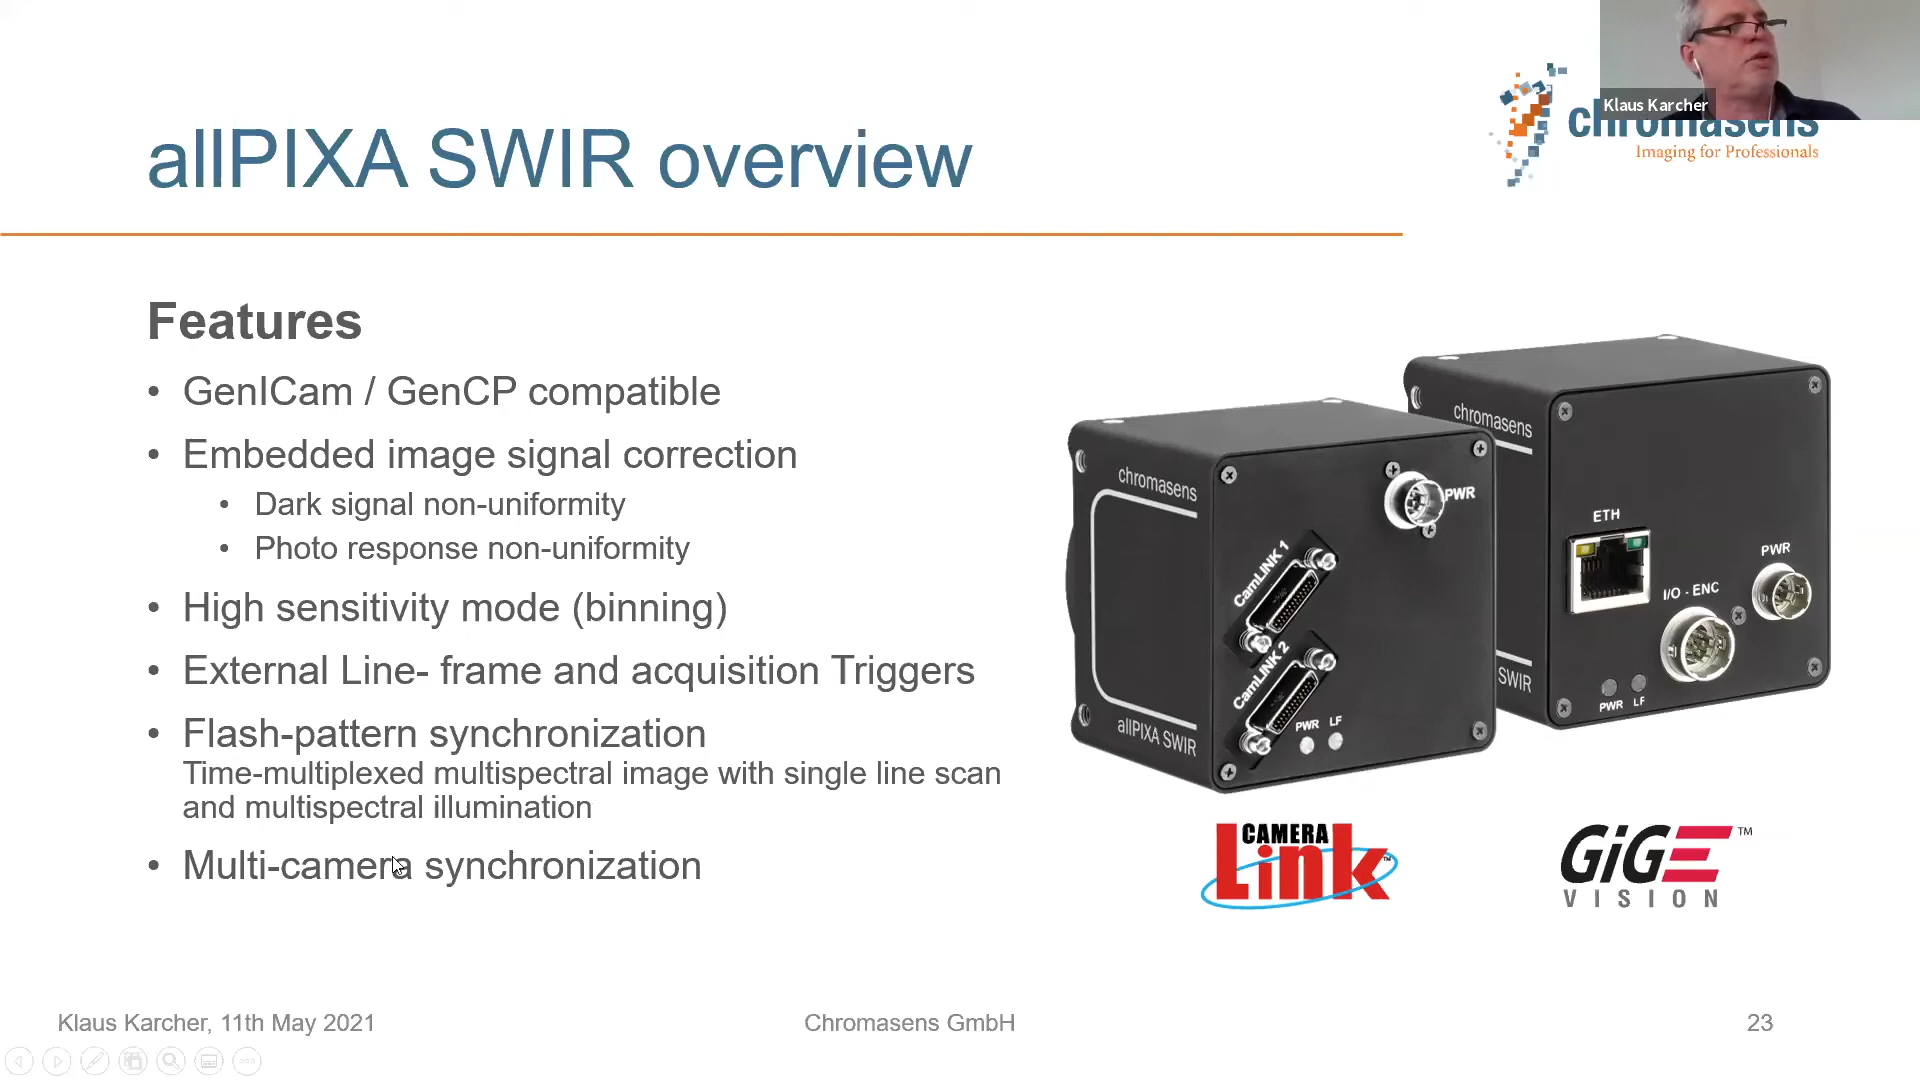 Klaus Karcher
chromasens
Imaging for Professionals
allPIXA SWIR overview
Features
• GenICam / GenCP compatible
• Embedded image signal correction
• Dark signal non-uniformity
• Photo response non-uniformity
• High sensitivity mode (binning)
• External Line- frame and acquisition Triggers
• Flash-pattern synchronization
Time-multiplexed multispectral image with single line scan
and multispectral illumination
• Multi-camera synchronization
chromasens
PWR
CamLINK 1
CamLINK 2
PWR LF
allPIXA SWIR
chromasens
ETH
PWR
I/O - ENC
PWR LF
SWIR
CAMERA
Link™
GiGE™
VISION
Klaus Karcher, 11th May 2021
Chromasens GmbH
23